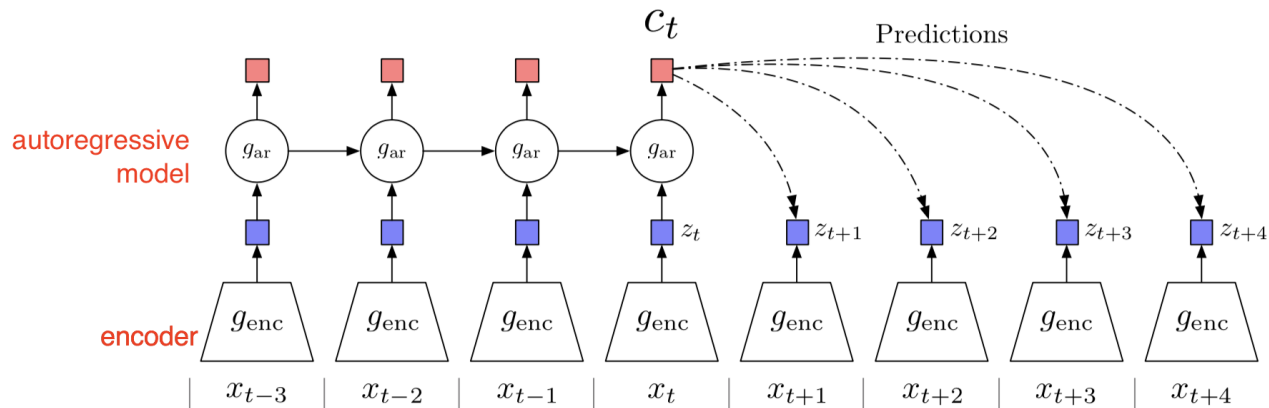 c_t
Predictions
autoregressive
model
g_ar g_ar g_ar g_ar
z_t z_{t+1} z_{t+2} z_{t+3} z_{t+4}
encoder
g_enc g_enc g_enc g_enc g_enc g_enc g_enc g_enc
x_{t-3} x_{t-2} x_{t-1} x_t x_{t+1} x_{t+2} x_{t+3} x_{t+4}